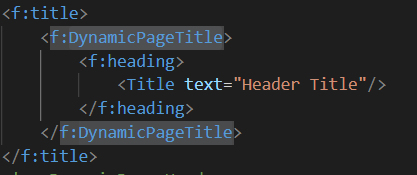 <f:title>
<f:DynamicPageTitle>
<f:heading>
<Title text="Header Title"/>
</f:heading>
</f:DynamicPageTitle>
</f:title>